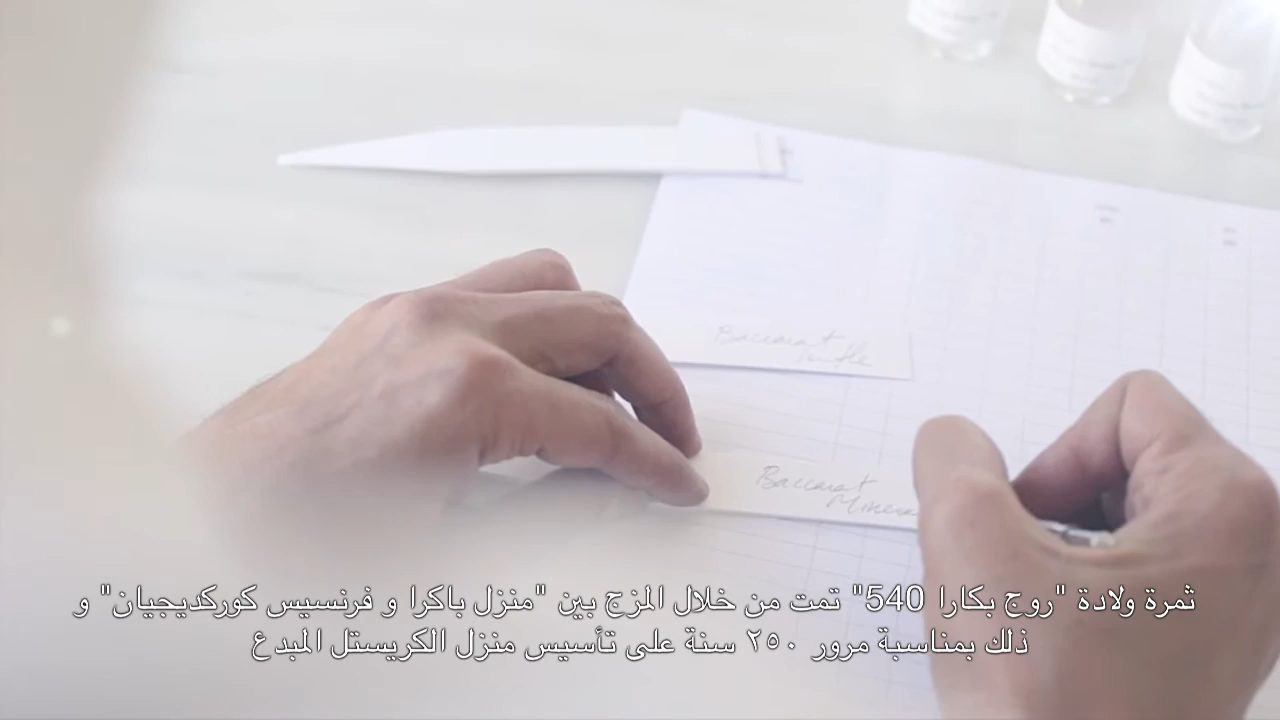 Baccarat
Baccarat
ثمرة ولادة "روج بكارا 540" تمت من خلال المزج بين "منزل باكرا و فرنسيس كوركديجيان" و
ذلك بمناسبة مرور ٢٥٠ سنة على تأسيس منزل الكريستل المبدع